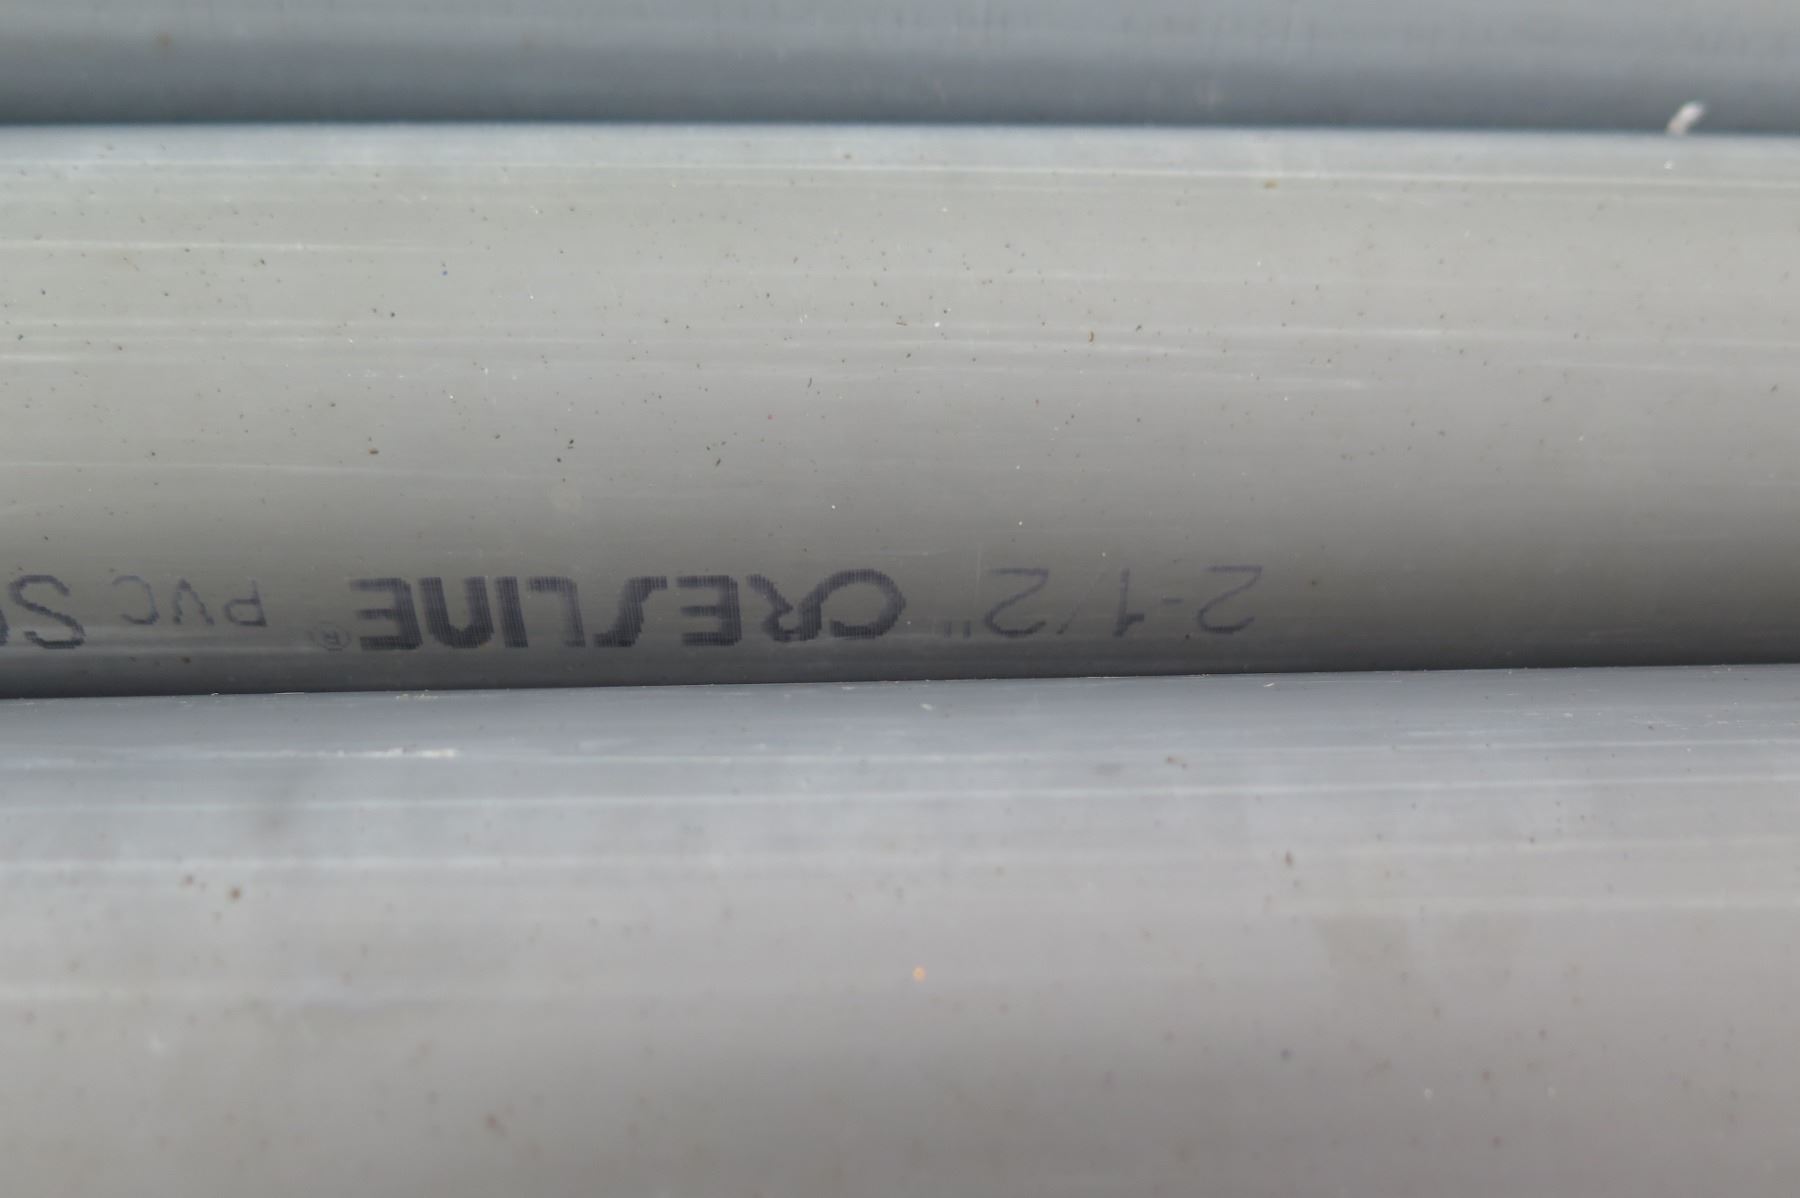 2-1/2" CRESLINE® PVC S